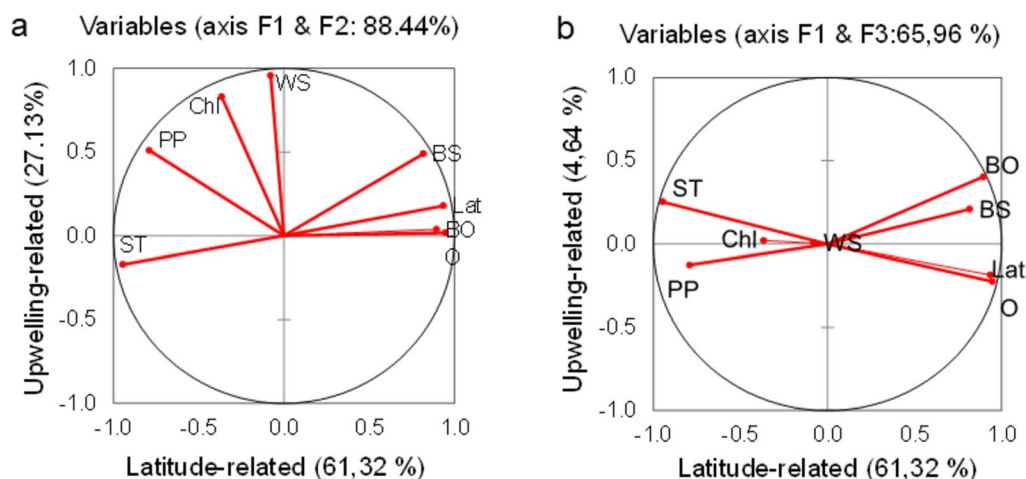 a
Variables (axis F1 & F2: 88.44%)
Upwelling-related (27.13%)
1.0
0.5
0.0
-0.5
-1.0
WS
Chl
PP
BS
Lat
BO
O
ST
-1.0
-0.5
0.0
0.5
1.0
Latitude-related (61,32 %)
b
Variables (axis F1 & F3:65,96 %)
Upwelling-related (4,64 %)
1.0
0.5
0.0
-0.5
-1.0
BO
ST
BS
Chl
WS
Lat
PP
O
-1.0
-0.5
0.0
0.5
1.0
Latitude-related (61,32 %)